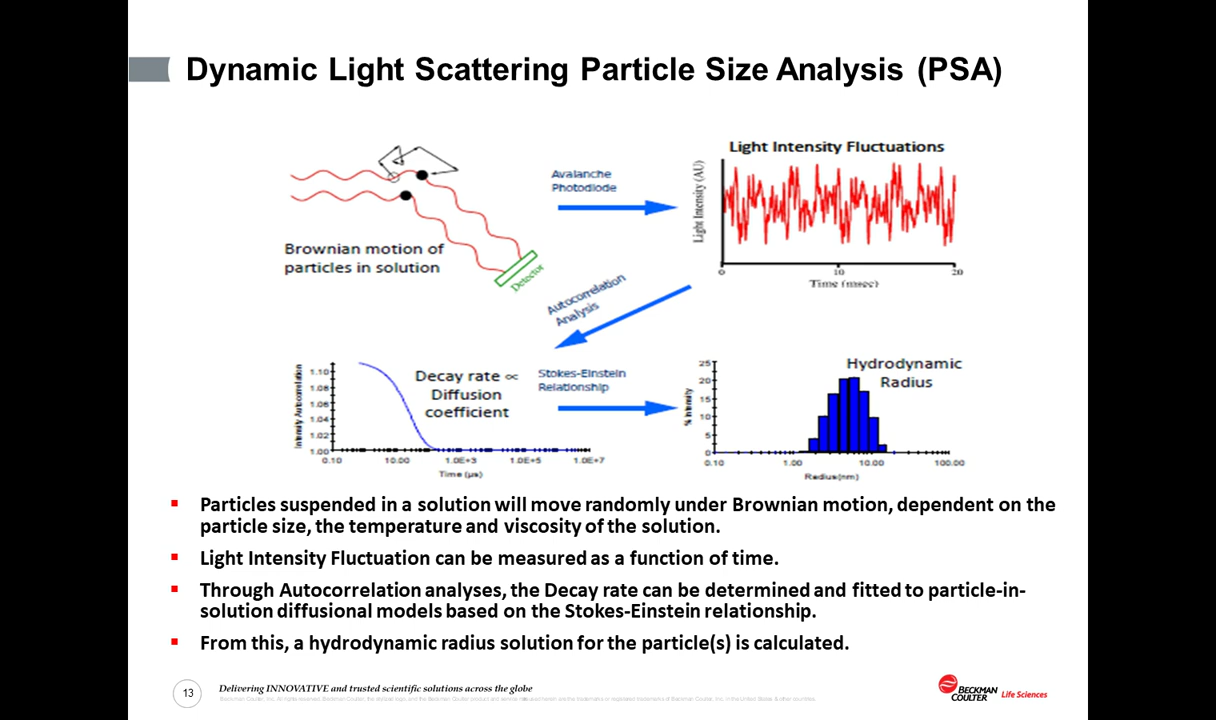 Dynamic Light Scattering Particle Size Analysis (PSA)
Brownian motion of
particles in solution
Detector
Avalanche
Photodiode
Light Intensity Fluctuations
Light Intensity (AU)
0 10 20
Time (msec)
Autocorrelation
Analysis
Intensity Autocorrelation
1.10
1.08
1.06
1.04
1.02
1.00
0.10 10.00 1.0E+3 1.0E+5 1.0E+7
Time (µs)
Decay rate ∝
Diffusion
coefficient
Stokes-Einstein
Relationship
Hydrodynamic
Radius
% Intensity
25
20
15
10
5
0
0.10 1.00 10.00 100.00
Radius(nm)
Particles suspended in a solution will move randomly under Brownian motion, dependent on the
particle size, the temperature and viscosity of the solution.
Light Intensity Fluctuation can be measured as a function of time.
Through Autocorrelation analyses, the Decay rate can be determined and fitted to particle-in-
solution diffusional models based on the Stokes-Einstein relationship.
From this, a hydrodynamic radius solution for the particle(s) is calculated.
13
Delivering INNOVATIVE and trusted scientific solutions across the globe
BECKMAN
COULTER
Life Sciences